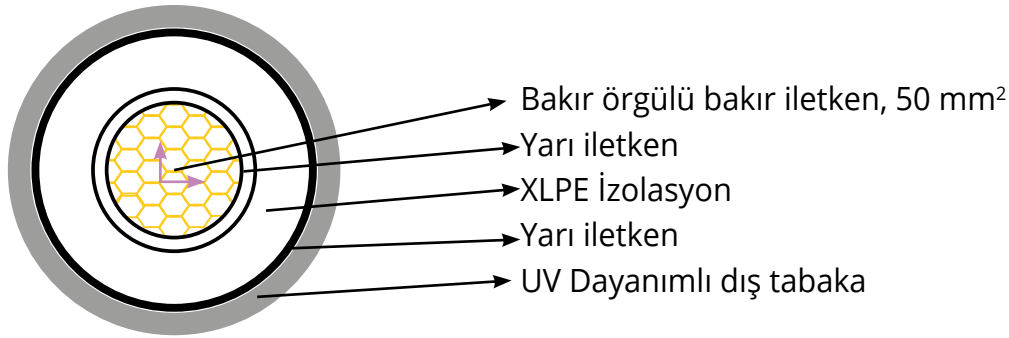 Bakır örgülü bakır iletken, 50 mm²
Yarı iletken
XLPE İzolasyon
Yarı iletken
UV Dayanımlı dış tabaka